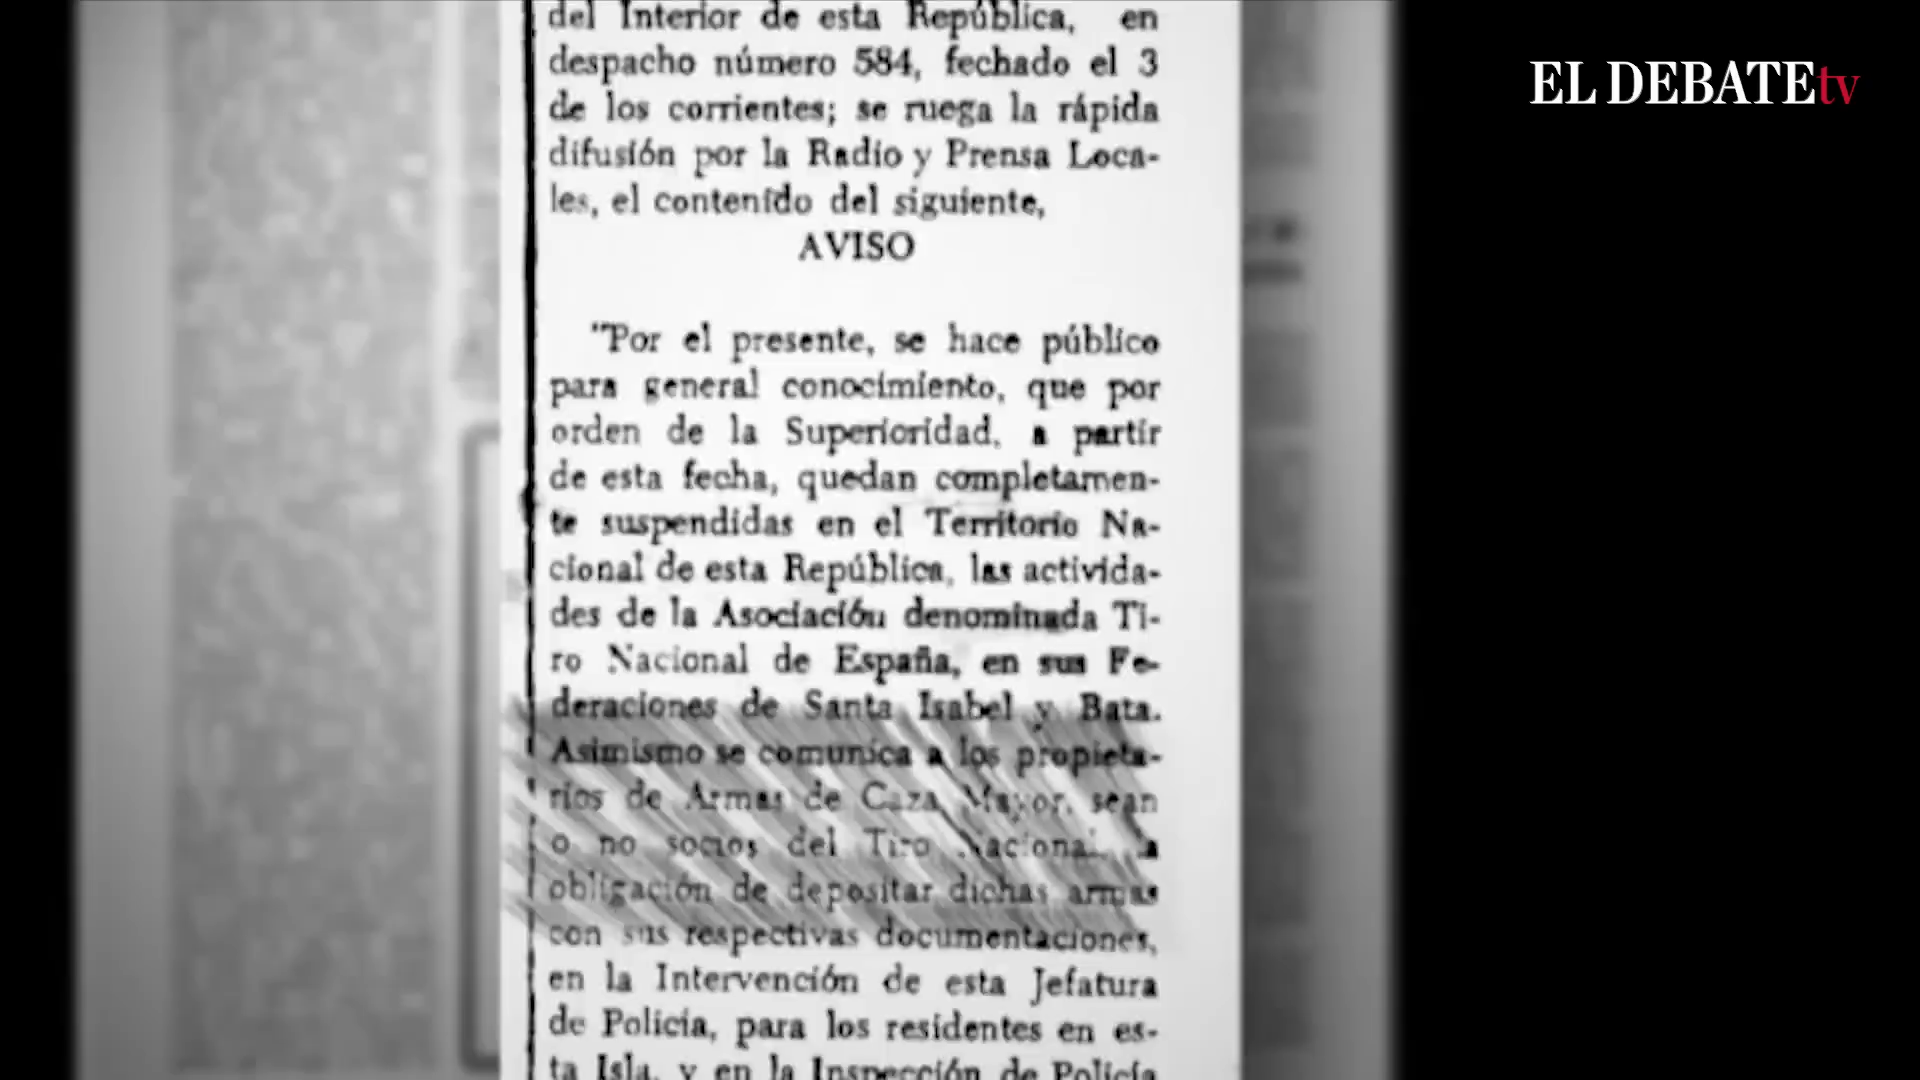 del Interior de esta República, en
despacho número 584, fechado el 3
de los corrientes; se ruega la rápida
difusión por la Radio y Prensa Loca-
les, el contenido del siguiente,
AVISO
"Por el presente, se hace público
para general conocimiento, que por
orden de la Superioridad, a partir
de esta fecha, quedan completamen-
te suspendidas en el Territorio Na-
cional de esta República, las activida-
des de la Asociación denominada Ti-
ro Nacional de España, en sus Fe-
deraciones de Santa Isabel y Bata.
Asimismo se comunica a los propieta-
rios de Armas de Caza Mayor, sean
o no socios del Tiro Nacional, la
obligación de depositar dichas armas
con sus respectivas documentaciones,
en la Intervención de esta Jefatura
de Policía, para los residentes en es-
ta Isla, y en la Inspección de Policía
EL DEBATE tv